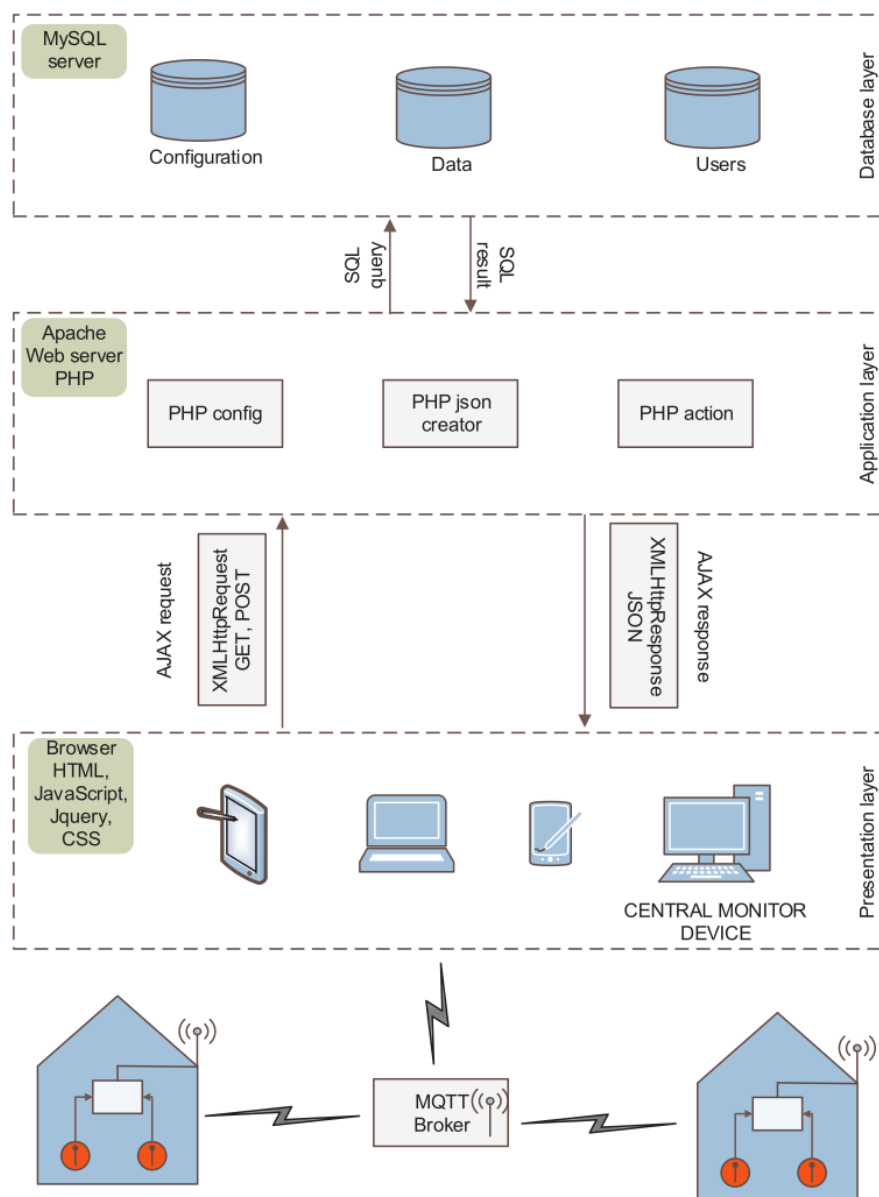 MySQL
server
Configuration
Data
Users
Database layer
SQL
query
SQL
result
Apache
Web server
PHP
PHP config
PHP json
creator
PHP action
Application layer
AJAX request
XMLHttpRequest
GET, POST
XMLHttpResponse
JSON
AJAX response
Browser
HTML,
JavaScript,
Jquery,
CSS
CENTRAL MONITOR
DEVICE
Presentation layer
MQTT
Broker